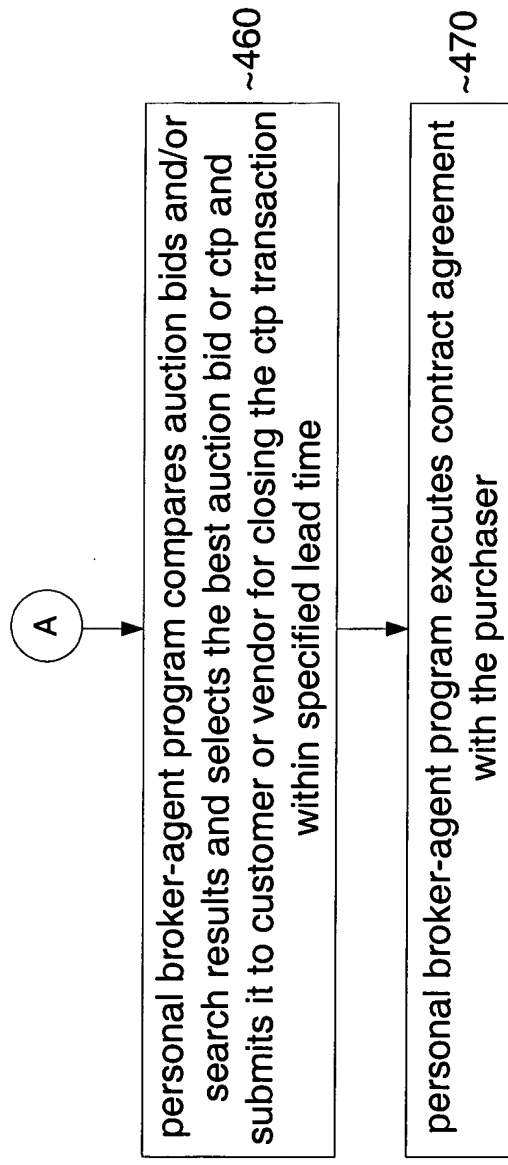 A
personal broker-agent program compares auction bids and/or
search results and selects the best auction bid or ctp and
submits it to customer or vendor for closing the ctp transaction
within specified lead time
~460
personal broker-agent program executes contract agreement
with the purchaser
~470